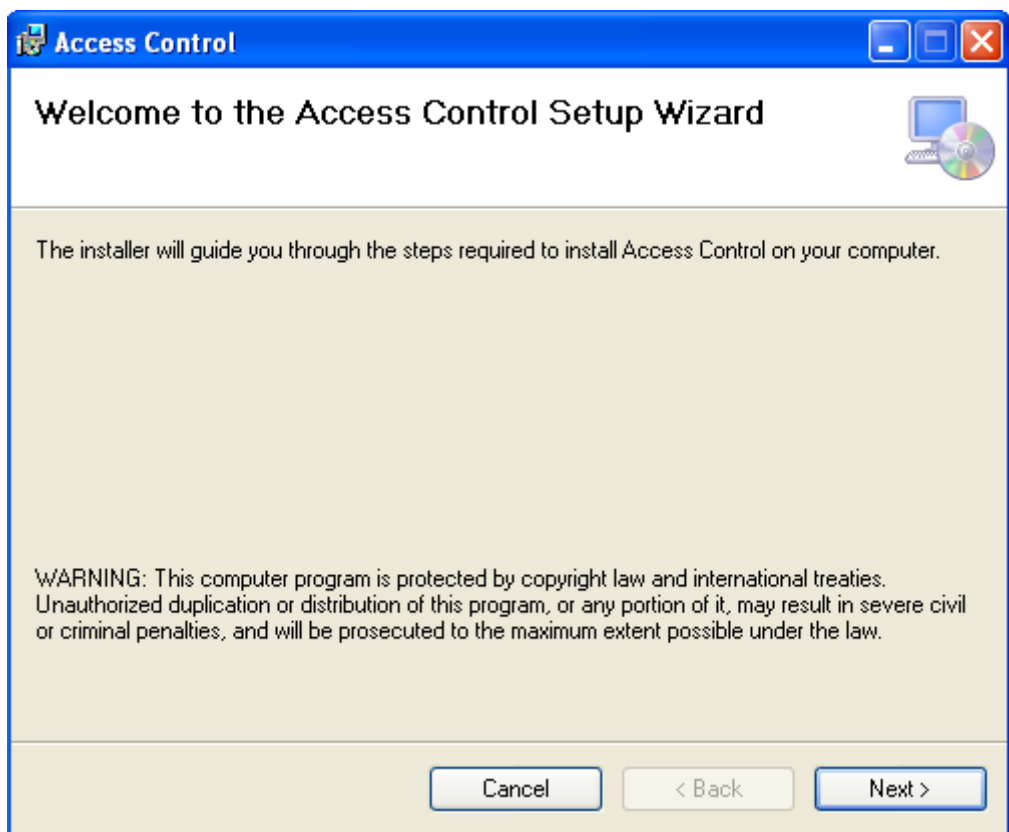 Access Control
Welcome to the Access Control Setup Wizard
The installer will guide you through the steps required to install Access Control on your computer.
WARNING: This computer program is protected by copyright law and international treaties.
Unauthorized duplication or distribution of this program, or any portion of it, may result in severe civil
or criminal penalties, and will be prosecuted to the maximum extent possible under the law.
Cancel
< Back
Next >